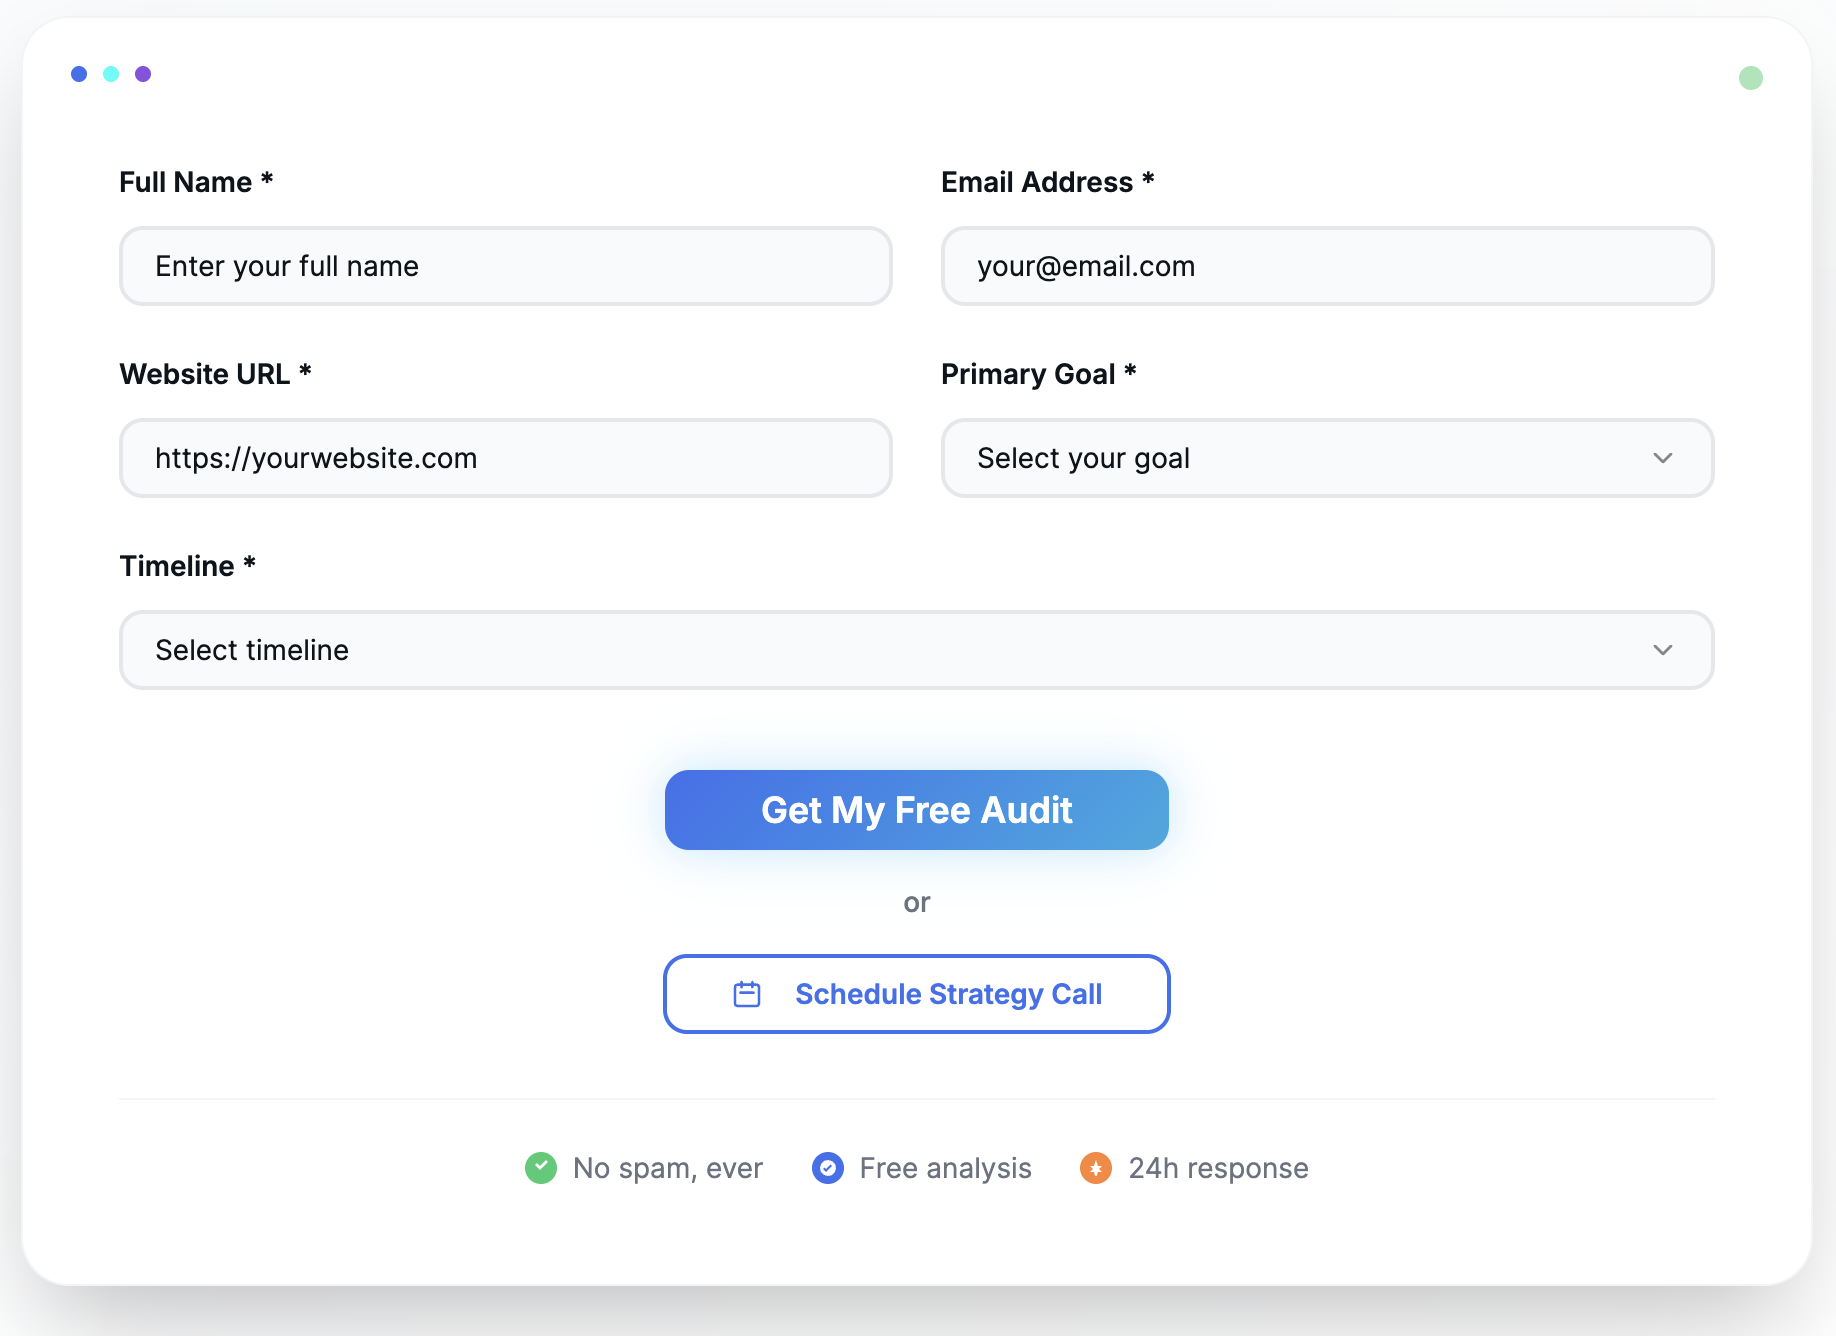 Full Name *
Email Address *
Enter your full name
your@email.com
Website URL *
Primary Goal *
https://yourwebsite.com
Select your goal
Timeline *
Select timeline
Get My Free Audit
or
Schedule Strategy Call
No spam, ever
Free analysis
24h response